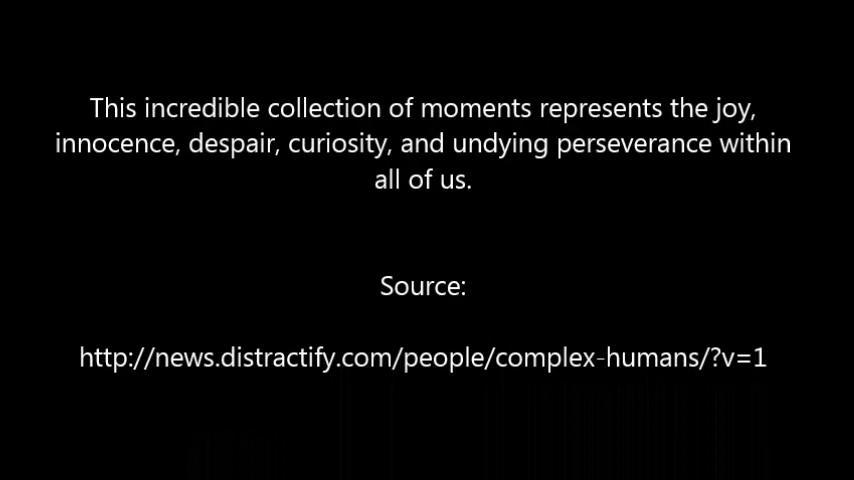 This incredible collection of moments represents the joy,
innocence, despair, curiosity, and undying perseverance within
all of us.
Source:
http://news.distractify.com/people/complex-humans/?v=1